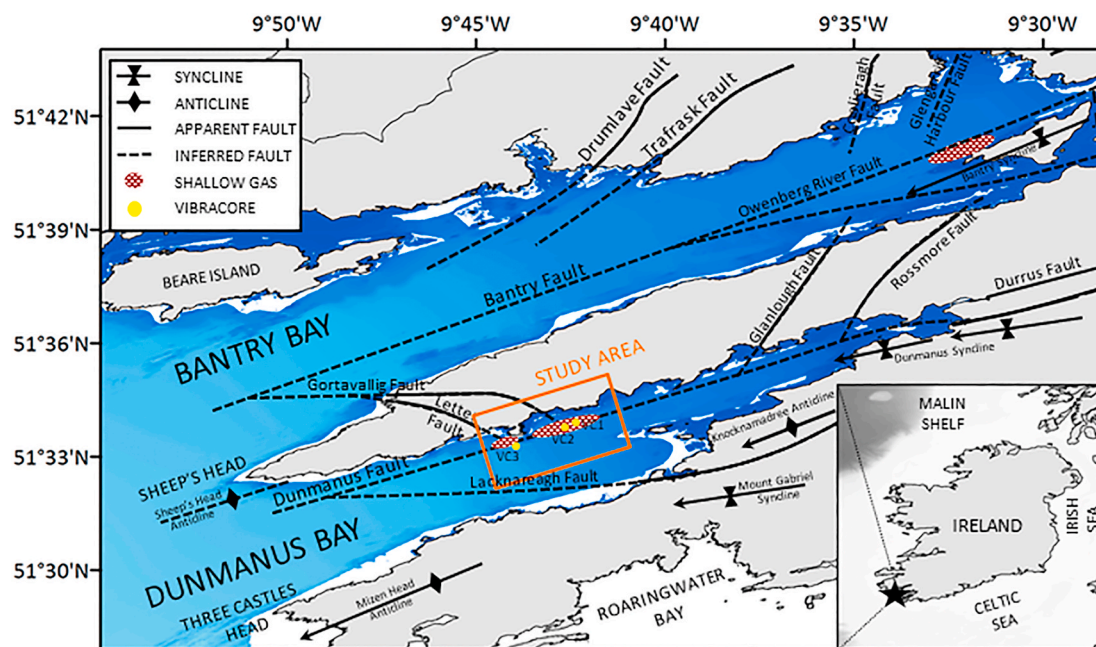 9°50'W
9°45'W
9°40'W
9°35'W
9°30'W
51°42'N
51°39'N
51°36'N
51°33'N
51°30'N
SYNCLINE
ANTICLINE
APPARENT FAULT
INFERRED FAULT
SHALLOW GAS
VIBRACORE
Drumlave Fault
Trafrask Fault
Glengarriff
Harbour Fault
Fault
Owenberg River Fault
Bantry Syncline
BEARE ISLAND
Bantry Fault
BANTRY BAY
Glanlough Fault
Rossmore Fault
Durrus Fault
Dunmanus Syncline
STUDY AREA
Gortavallig Fault
Letter
Fault
VC1
VC2
VC3
Knocknamadree Anticline
SHEEP'S HEAD
Sheep's Head
Anticline
Dunmanus Fault
Lacknareagh Fault
Mount Gabriel
Syncline
DUNMANUS BAY
THREE CASTLES
HEAD
Mizen Head
Anticline
ROARINGWATER
BAY
MALIN
SHELF
IRELAND
IRISH
SEA
CELTIC
SEA